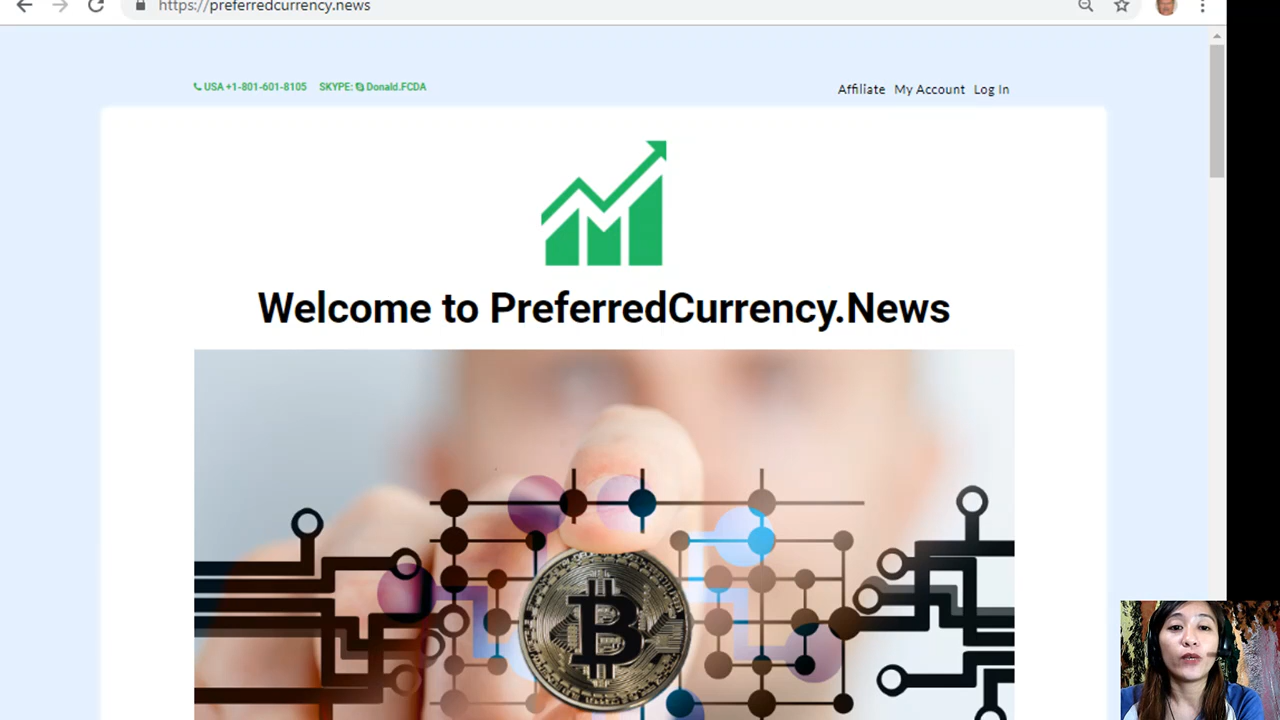 https://preferredcurrency.news
USA +1-801-601-8105 SKYPE: Donald.FCDA
Affiliate My Account Log In
Welcome to PreferredCurrency.News